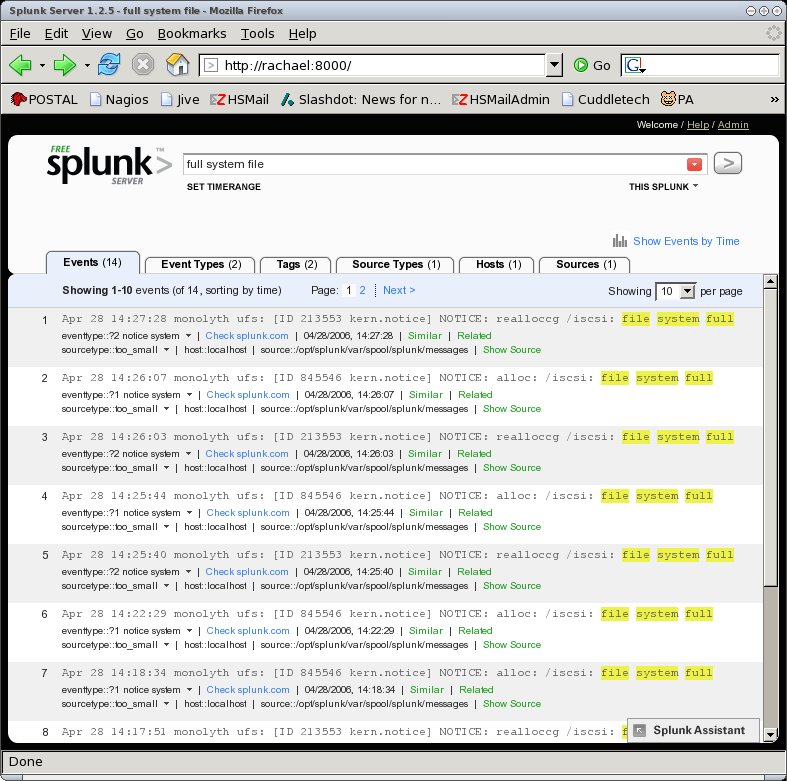 Splunk Server 1.2.5 - full system file - Mozilla Firefox
File Edit View Go Bookmarks Tools Help
http://rachael:8000/ Go G
POSTAL Nagios Jive HSMail Slashdot: News for n... HSMailAdmin Cuddletech PA »
Welcome / Help / Admin
FREE
splunk> ™
SERVER
full system file >
SET TIMERANGE THIS SPLUNK
Show Events by Time
Events (14) Event Types (2) Tags (2) Source Types (1) Hosts (1) Sources (1)
Showing 1-10 events (of 14, sorting by time) Page: 1 2 Next > Showing 10 per page
1 Apr 28 14:27:28 monolyth ufs: [ID 213553 kern.notice] NOTICE: realloccg /iscsi: file system full
eventtype::?2 notice system | Check splunk.com | 04/28/2006, 14:27:28 | Similar | Related
sourcetype::too_small | host::localhost | source::/opt/splunk/var/spool/splunk/messages | Show Source
2 Apr 28 14:26:07 monolyth ufs: [ID 845546 kern.notice] NOTICE: alloc: /iscsi: file system full
eventtype::?1 notice system | Check splunk.com | 04/28/2006, 14:26:07 | Similar | Related
sourcetype::too_small | host::localhost | source::/opt/splunk/var/spool/splunk/messages | Show Source
3 Apr 28 14:26:03 monolyth ufs: [ID 213553 kern.notice] NOTICE: realloccg /iscsi: file system full
eventtype::?2 notice system | Check splunk.com | 04/28/2006, 14:26:03 | Similar | Related
sourcetype::too_small | host::localhost | source::/opt/splunk/var/spool/splunk/messages | Show Source
4 Apr 28 14:25:44 monolyth ufs: [ID 845546 kern.notice] NOTICE: alloc: /iscsi: file system full
eventtype::?1 notice system | Check splunk.com | 04/28/2006, 14:25:44 | Similar | Related
sourcetype::too_small | host::localhost | source::/opt/splunk/var/spool/splunk/messages | Show Source
5 Apr 28 14:25:40 monolyth ufs: [ID 213553 kern.notice] NOTICE: realloccg /iscsi: file system full
eventtype::?2 notice system | Check splunk.com | 04/28/2006, 14:25:40 | Similar | Related
sourcetype::too_small | host::localhost | source::/opt/splunk/var/spool/splunk/messages | Show Source
6 Apr 28 14:22:29 monolyth ufs: [ID 845546 kern.notice] NOTICE: alloc: /iscsi: file system full
eventtype::?1 notice system | Check splunk.com | 04/28/2006, 14:22:29 | Similar | Related
sourcetype::too_small | host::localhost | source::/opt/splunk/var/spool/splunk/messages | Show Source
7 Apr 28 14:18:34 monolyth ufs: [ID 845546 kern.notice] NOTICE: alloc: /iscsi: file system full
eventtype::?1 notice system | Check splunk.com | 04/28/2006, 14:18:34 | Similar | Related
sourcetype::too_small | host::localhost | source::/opt/splunk/var/spool/splunk/messages | Show Source
8 Apr 28 14:17:51 monolyth ufs: [ID 213553 kern.notice] NOTICE: realloccg /iscsi: Splunk Assistant
Done